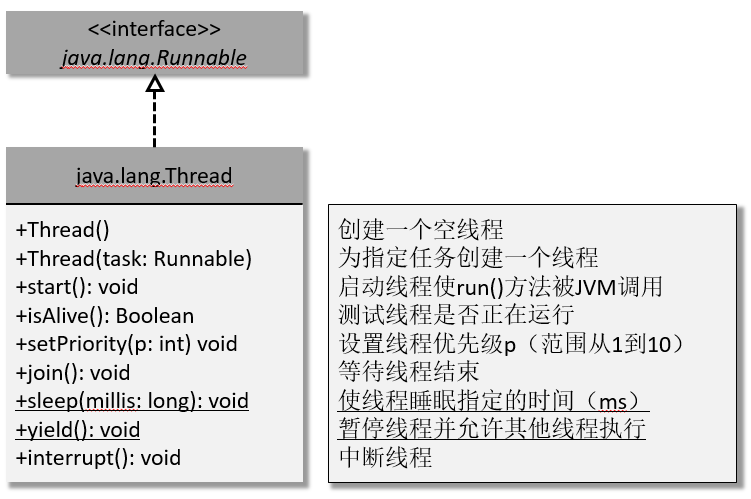 <<interface>>
java.lang.Runnable
java.lang.Thread
+Thread()
+Thread(task: Runnable)
+start(): void
+isAlive(): Boolean
+setPriority(p: int) void
+join(): void
+sleep(millis: long): void
+yield(): void
+interrupt(): void
创建一个空线程
为指定任务创建一个线程
启动线程使run()方法被JVM调用
测试线程是否正在运行
设置线程优先级p（范围从1到10）
等待线程结束
使线程睡眠指定的时间（ms）
暂停线程并允许其他线程执行
中断线程